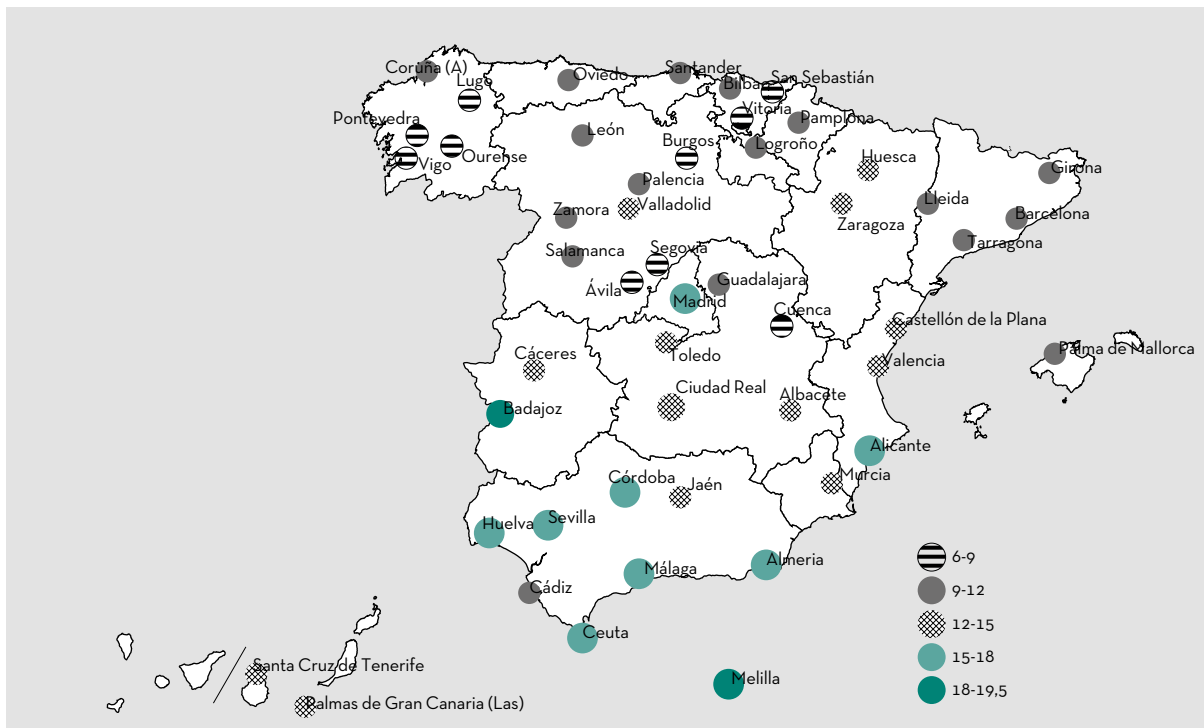 Coruña (A)
Oviedo
Santander
Bilbao
San Sebastián
Lugo
Vitoria
Pontevedra
Pamplona
León
Burgos
Logroño
Vigo
Ourense
Huesca
Girona
Palencia
Valladolid
Lleida
Zamora
Zaragoza
Barcelona
Tarragona
Salamanca
Segovia
Ávila
Guadalajara
Madrid
Cuenca
Castellón de la Plana
Cáceres
Toledo
Valencia
Palma de Mallorca
Ciudad Real
Albacete
Badajoz
Alicante
Córdoba
Jaén
Murcia
Huelva
Sevilla
Málaga
Almeria
Cádiz
Ceuta
Santa Cruz de Tenerife
Melilla
Palmas de Gran Canaria (Las)
6-9
9-12
12-15
15-18
18-19,5